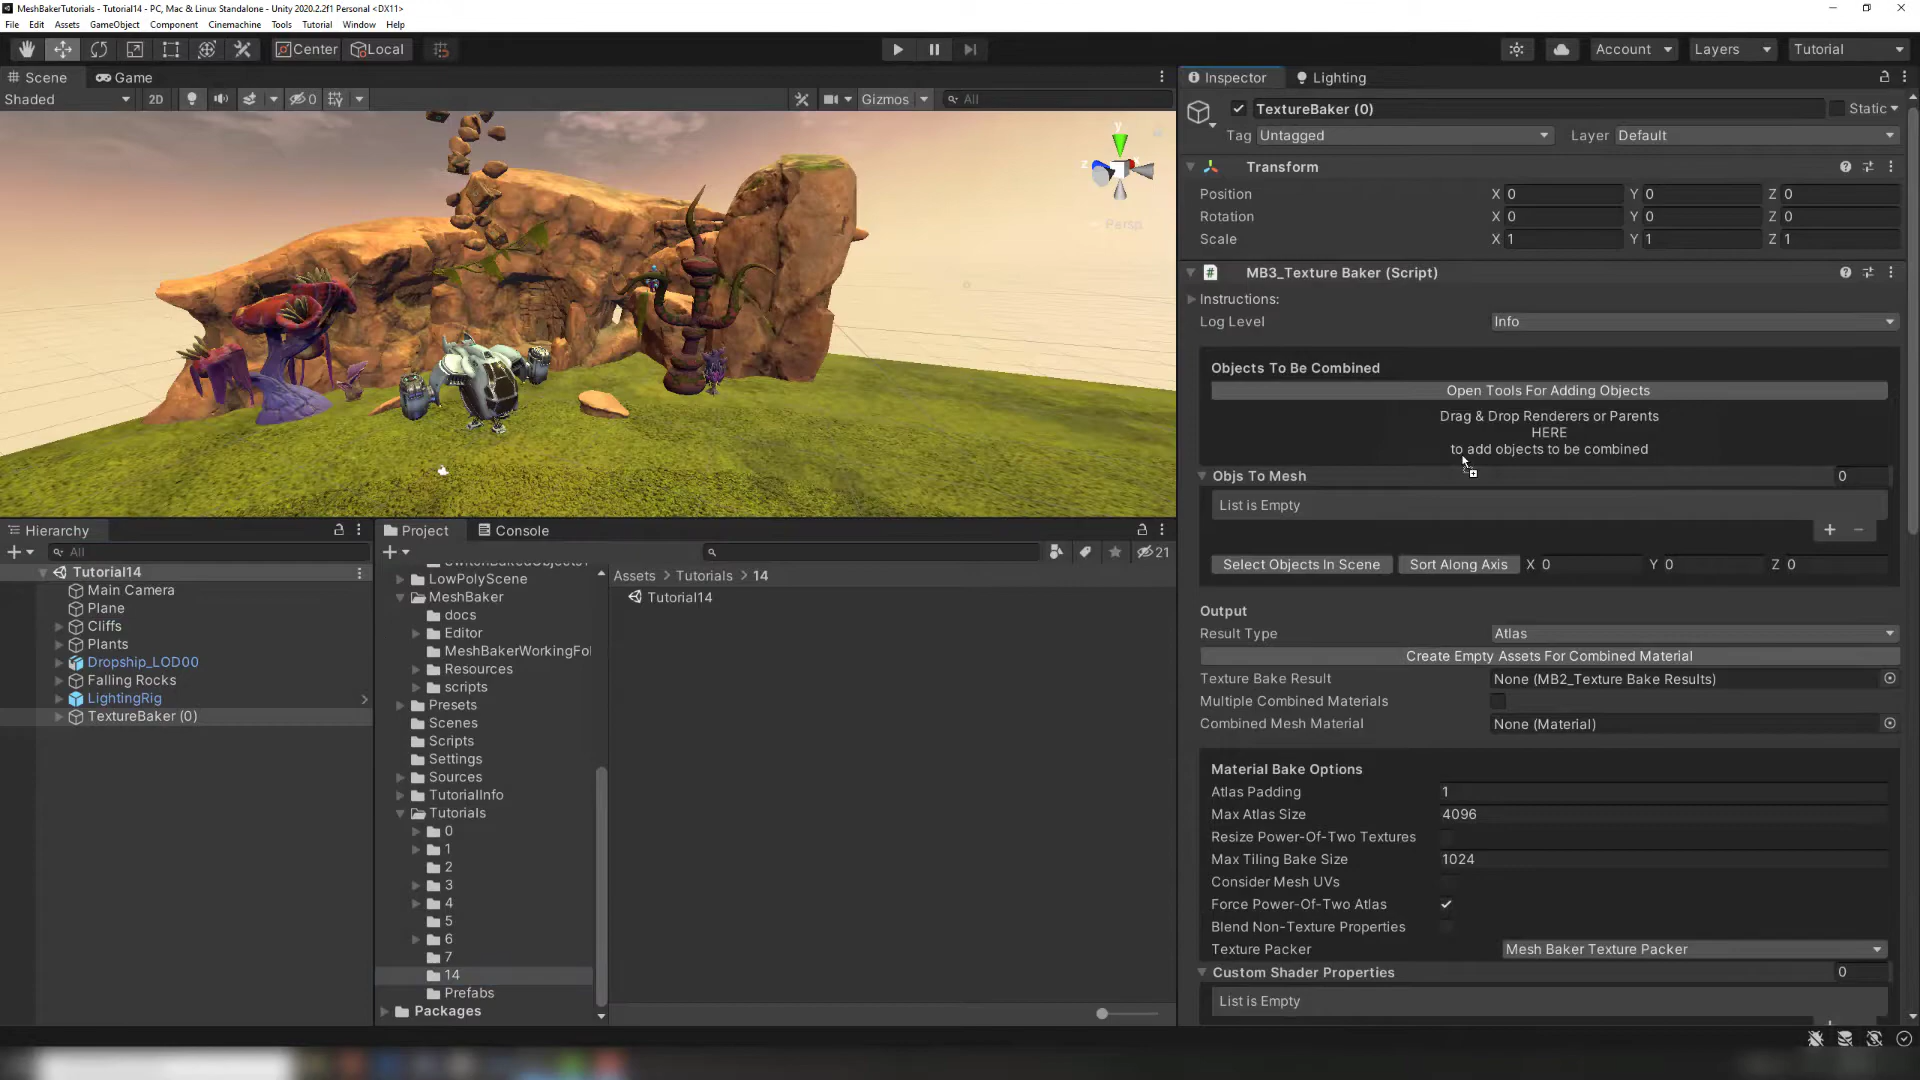 MeshBakerTutorials - Tutorial14 - PC, Mac & Linux Standalone - Unity 2020.2.2f1 Personal <DX11>
File Edit Assets GameObject Component Cinemachine Tools Tutorial Window Help
Center Local Account Layers Tutorial
Scene Game
Shaded 2D 0 Gizmos All
y
z
Persp
Hierarchy
All
Tutorial14
Main Camera
Plane
Cliffs
Plants
Dropship_LOD00
Falling Rocks
LightingRig
TextureBaker (0)
Project Console
21
LowPolyScene
MeshBaker
docs
Editor
MeshBakerWorkingFol
Resources
scripts
Presets
Scenes
Scripts
Settings
Sources
TutorialInfo
Tutorials
0
1
2
3
4
5
6
7
14
Prefabs
Packages
Assets > Tutorials > 14
Tutorial14
Inspector Lighting
TextureBaker (0) Static
Tag Untagged Layer Default
Transform
Position X 0 Y 0 Z 0
Rotation X 0 Y 0 Z 0
Scale X 1 Y 1 Z 1
# MB3_Texture Baker (Script)
Instructions:
Log Level Info
Objects To Be Combined
Open Tools For Adding Objects
Drag & Drop Renderers or Parents
HERE
to add objects to be combined
Objs To Mesh 0
List is Empty
+ -
Select Objects In Scene Sort Along Axis X 0 Y 0 Z 0
Output
Result Type Atlas
Create Empty Assets For Combined Material
Texture Bake Result None (MB2_Texture Bake Results)
Multiple Combined Materials
Combined Mesh Material None (Material)
Material Bake Options
Atlas Padding 1
Max Atlas Size 4096
Resize Power-Of-Two Textures
Max Tiling Bake Size 1024
Consider Mesh UVs
Force Power-Of-Two Atlas
Blend Non-Texture Properties
Texture Packer Mesh Baker Texture Packer
Custom Shader Properties 0
List is Empty